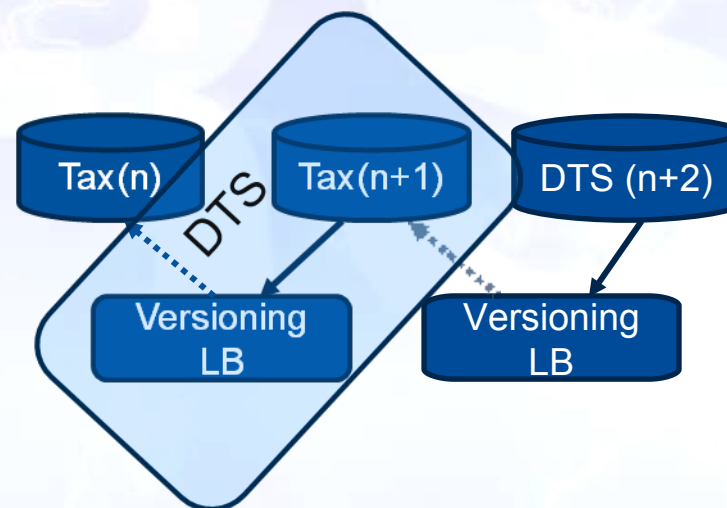 Tax(n)
DTS
Tax(n+1)
DTS (n+2)
Versioning
LB
Versioning
LB